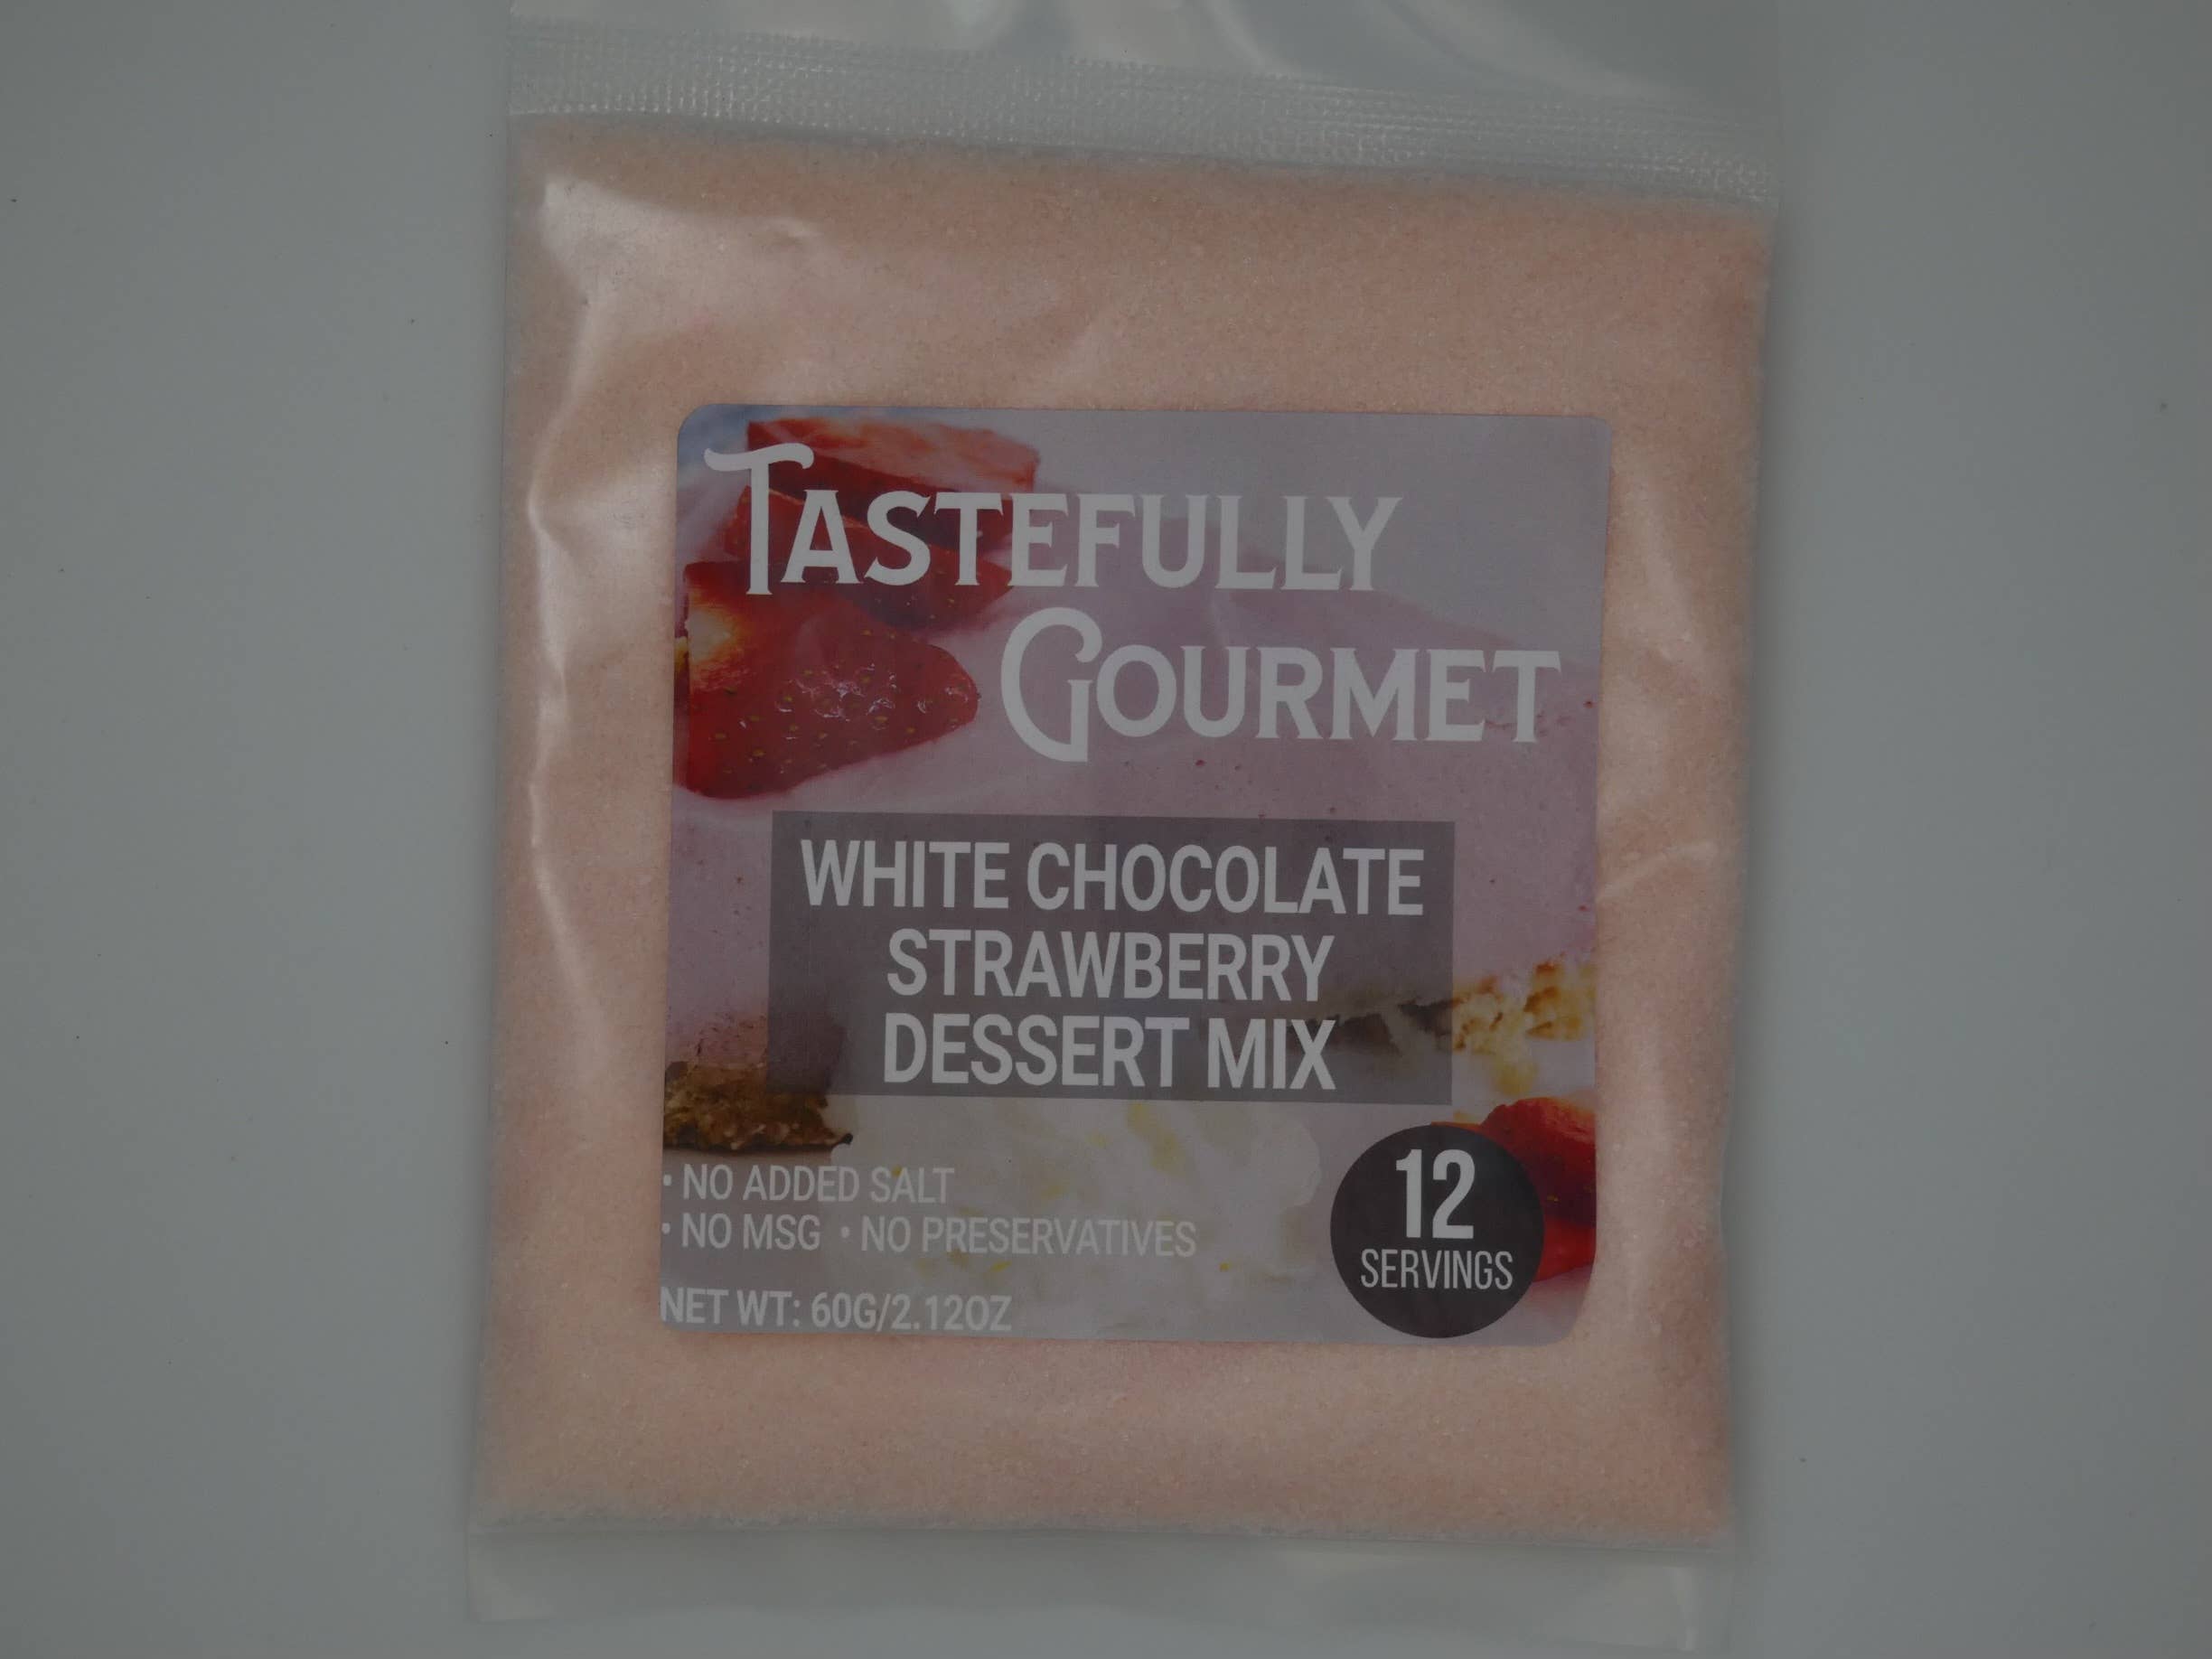 TASTEFULLY
GOURMET
WHITE CHOCOLATE
STRAWBERRY
DESSERT MIX
• NO ADDED SALT
• NO MSG • NO PRESERVATIVES
NET WT: 60G/2.12OZ
12
SERVINGS